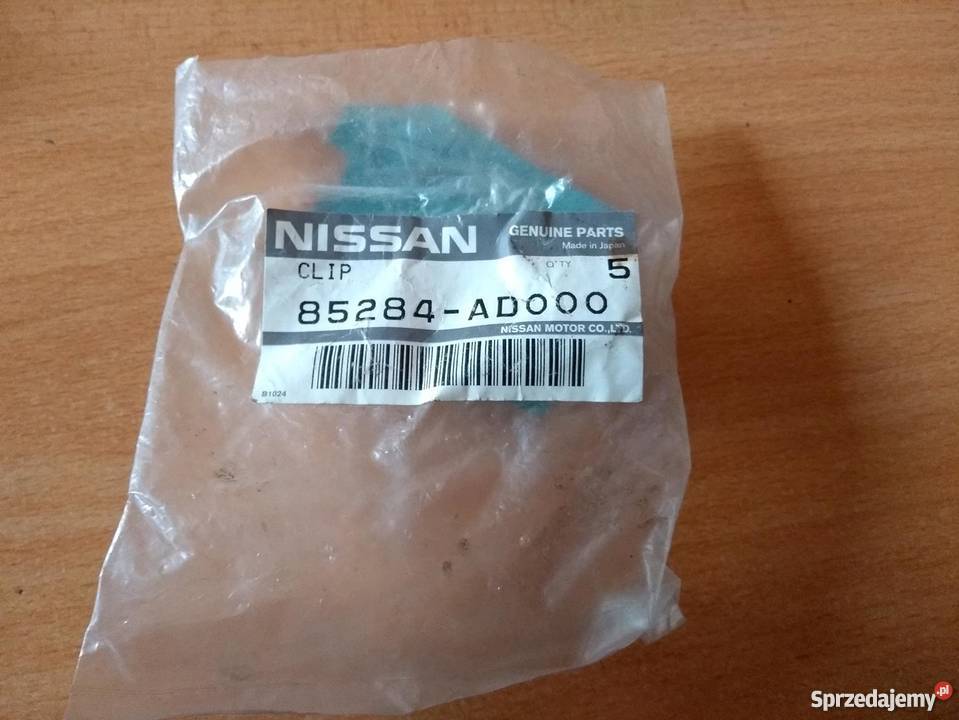 NISSAN GENUINE PARTS
Made in Japan
CLIP Q'TY 5
85284-AD000
NISSAN MOTOR CO.,LTD.
B1024
Sprzedajemy.pl